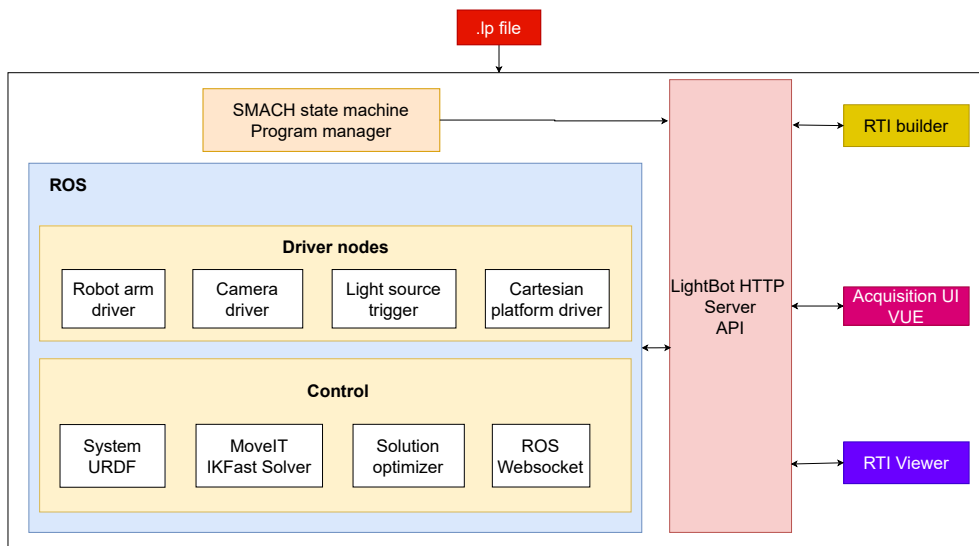 .lp file
SMACH state machine
Program manager
RTI builder
ROS
Driver nodes
Robot arm
driver
Camera
driver
Light source
trigger
Cartesian
platform driver
LightBot HTTP
Server
API
Acquisition UI
VUE
Control
System
URDF
MoveIT
IKFast Solver
Solution
optimizer
ROS
Websocket
RTI Viewer